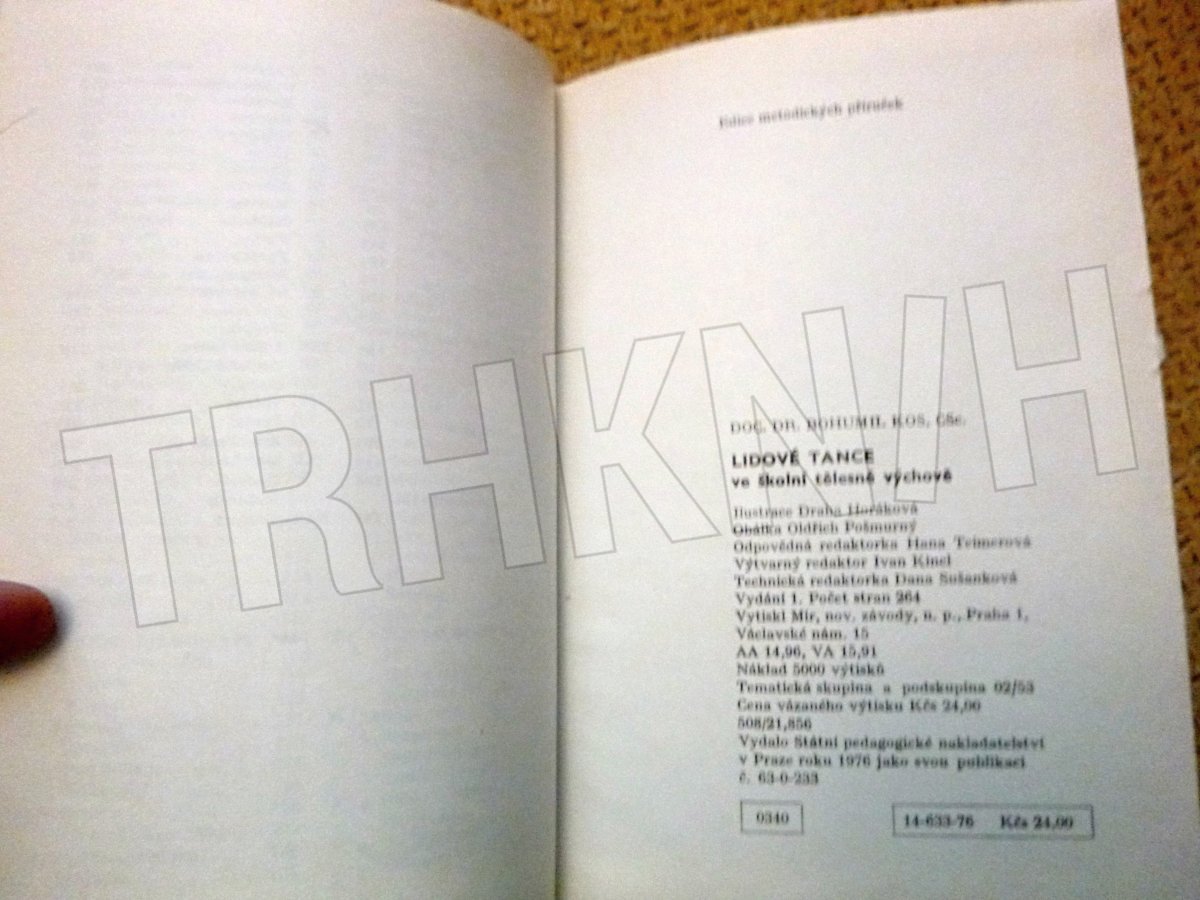 Edice metodických příruček
TRHKNIH
DOC. DR. BOHUMIL KOS, CSc.
LIDOVÉ TANCE
ve školní tělesné výchově
Ilustrace Draha Horáková
Obálka Oldřich Pošmurný
Odpovědná redaktorka Hana Trimerová
Výtvarný redaktor Ivan Kinel
Technická redaktorka Dana Sušanková
Vydání 1. Počet stran 264
Vytiskl Mír, nov. závody, n. p., Praha 1,
Václavské nám. 15
AA 14,96, VA 15,91
Náklad 5000 výtisků
Tematická skupina a podskupina 02/53
Cena vázaného výtisku Kčs 24,00
508/21,856
Vydalo Státní pedagogické nakladatelství
v Praze roku 1976 jako svou publikaci
č. 63-0-233
0340
14-633-76 Kčs 24,00